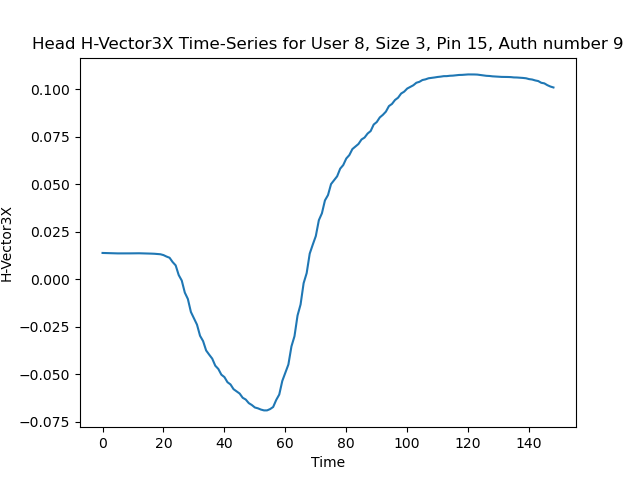 Head H-Vector3X Time-Series for User 8, Size 3, Pin 15, Auth number 9
0.100
0.075
0.050
0.025
0.000
−0.025
−0.050
−0.075
H-Vector3X
0 20 40 60 80 100 120 140
Time